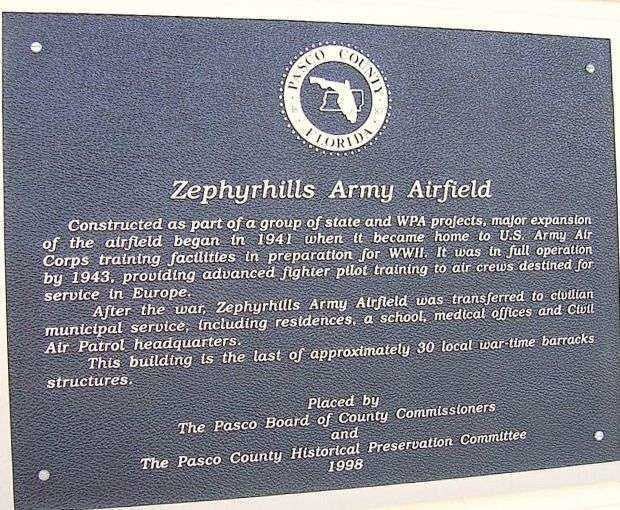 PASCO COUNTY
FLORIDA
Zephyrhills Army Airfield
Constructed as part of a group of state and WPA projects, major expansion
of the airfield began in 1941 when it became home to U.S. Army Air
Corps training facilities in preparation for WWII. It was in full operation
by 1943, providing advanced fighter pilot training to air crews destined for
service in Europe.
After the war, Zephyrhills Army Airfield was transferred to civilian
municipal service, including residences, a school, medical offices and Civil
Air Patrol headquarters.
This building is the last of approximately 30 local war-time barracks
structures.
Placed by
The Pasco Board of County Commissioners
and
The Pasco County Historical Preservation Committee
1998